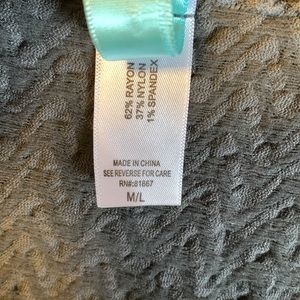 62% RAYON
37% NYLON
1% SPANDEX
MADE IN CHINA
SEE REVERSE FOR CARE
RN#:81867
M/L